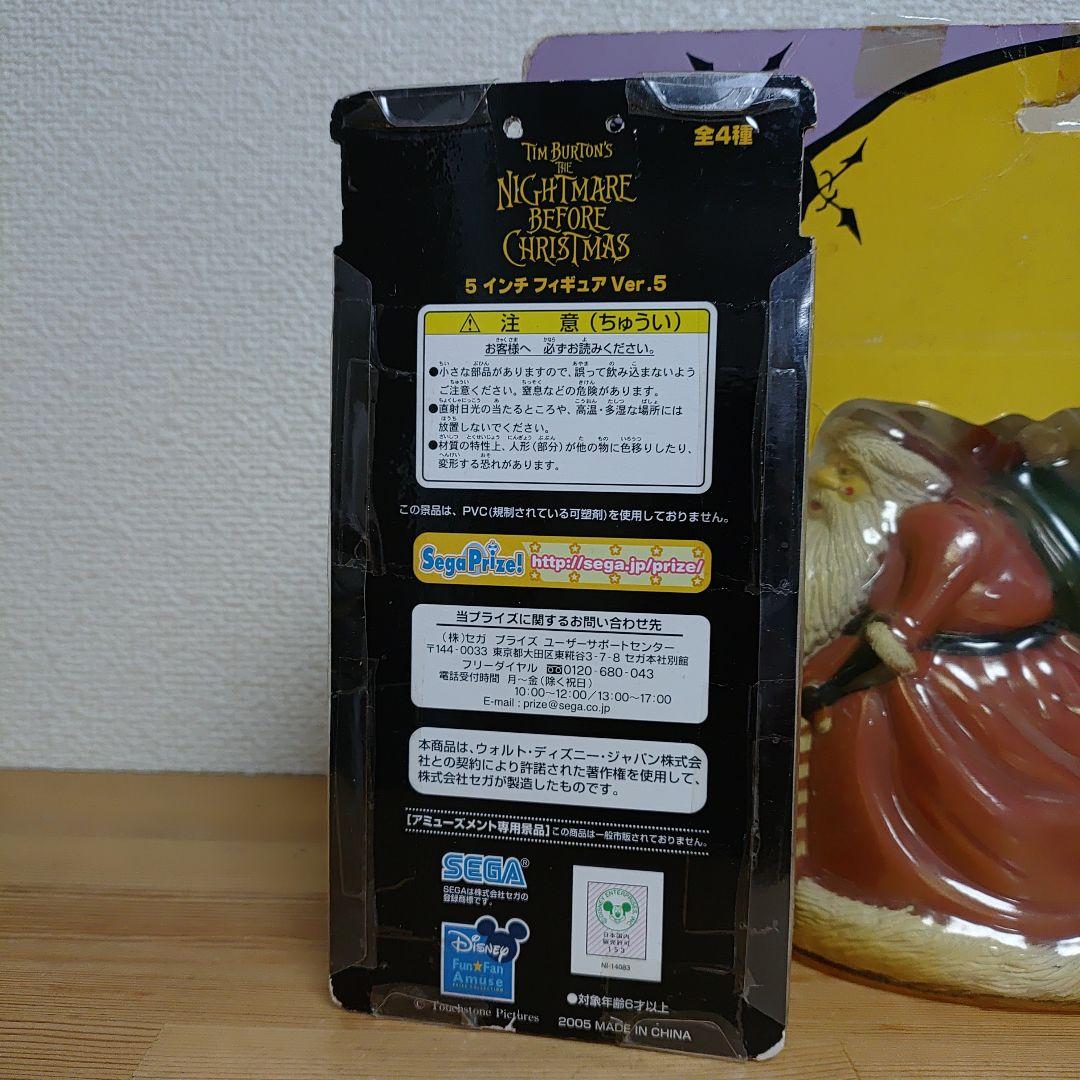 全4種
TIM BURTON'S
THE
NIGHTMARE
BEFORE
CHRISTMAS
5 インチ フィギュア Ver.5
⚠ 注 意(ちゅうい)
お客様へ 必ずお読みください。
●小さな部品がありますので、誤って飲み込まないよう
ご注意ください。窒息などの危険があります。
●直射日光の当たるところや、高温・多湿な場所には
放置しないでください。
●材質の特性上、人形(部分)が他の物に色移りしたり、
変形する恐れがあります。
この景品は、PVC(規制されている可塑剤)を使用しておりません。
SegaPrize! http://sega.jp/prize/
当プライズに関するお問い合わせ先
(株)セガ プライズ ユーザーサポートセンター
〒144-0033 東京都大田区東糀谷3-7-8 セガ本社別館
フリーダイヤル 0120-680-043
電話受付時間 月〜金(除く祝日)
10:00〜12:00/13:00〜17:00
E-mail ; prize@sega.co.jp
本商品は、ウォルト・ディズニー・ジャパン株式会
社との契約により許諾された著作権を使用して、
株式会社セガが製造したものです。
[アミューズメント専用景品]この商品は一般市販されておりません。
SEGA®
SEGAは株式会社セガの
登録商標です。
DISNEY
Fun★Fan
Amuse
PRIZE COLLECTION
© Touchstone Pictures
日本国内
販売許可
153
NI-14083
●対象年齢6才以上
2005 MADE IN CHINA